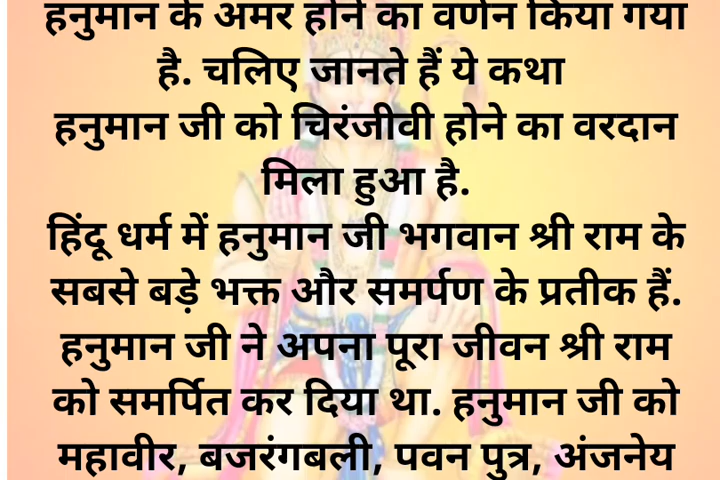 हनुमान के अमर होने का वर्णन किया गया
है. चलिए जानते हैं ये कथा
हनुमान जी को चिरंजीवी होने का वरदान
मिला हुआ है.
हिंदू धर्म में हनुमान जी भगवान श्री राम के
सबसे बड़े भक्त और समर्पण के प्रतीक हैं.
हनुमान जी ने अपना पूरा जीवन श्री राम
को समर्पित कर दिया था. हनुमान जी को
महावीर, बजरंगबली, पवन पुत्र, अंजनेय